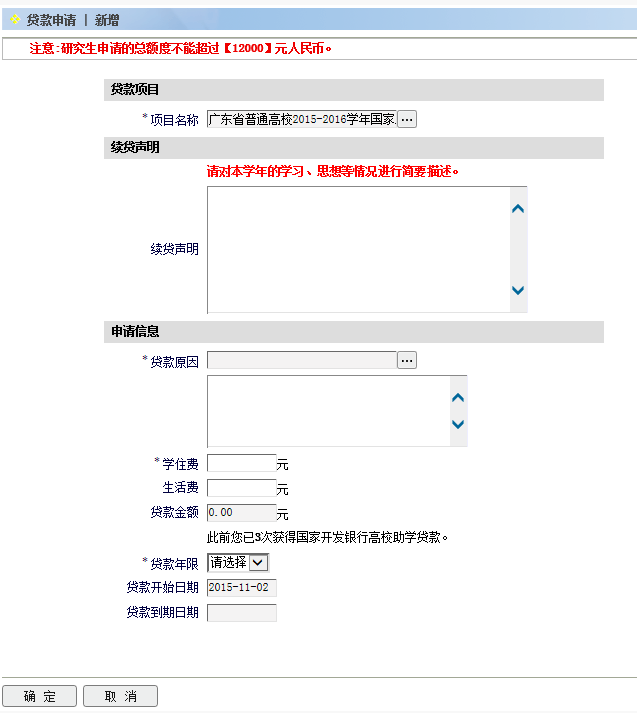 贷款申请 | 新增
注意:研究生申请的总额度不能超过【12000】元人民币。
贷款项目
*项目名称 广东省普通高校2015-2016学年国家. ...
续贷声明
请对本学年的学习、思想等情况进行简要描述。
续贷声明
申请信息
*贷款原因 ...
*学住费 元
生活费 元
贷款金额 0.00 元
此前您已3次获得国家开发银行高校助学贷款。
*贷款年限 请选择
贷款开始日期 2015-11-02
贷款到期日期
确 定 取 消